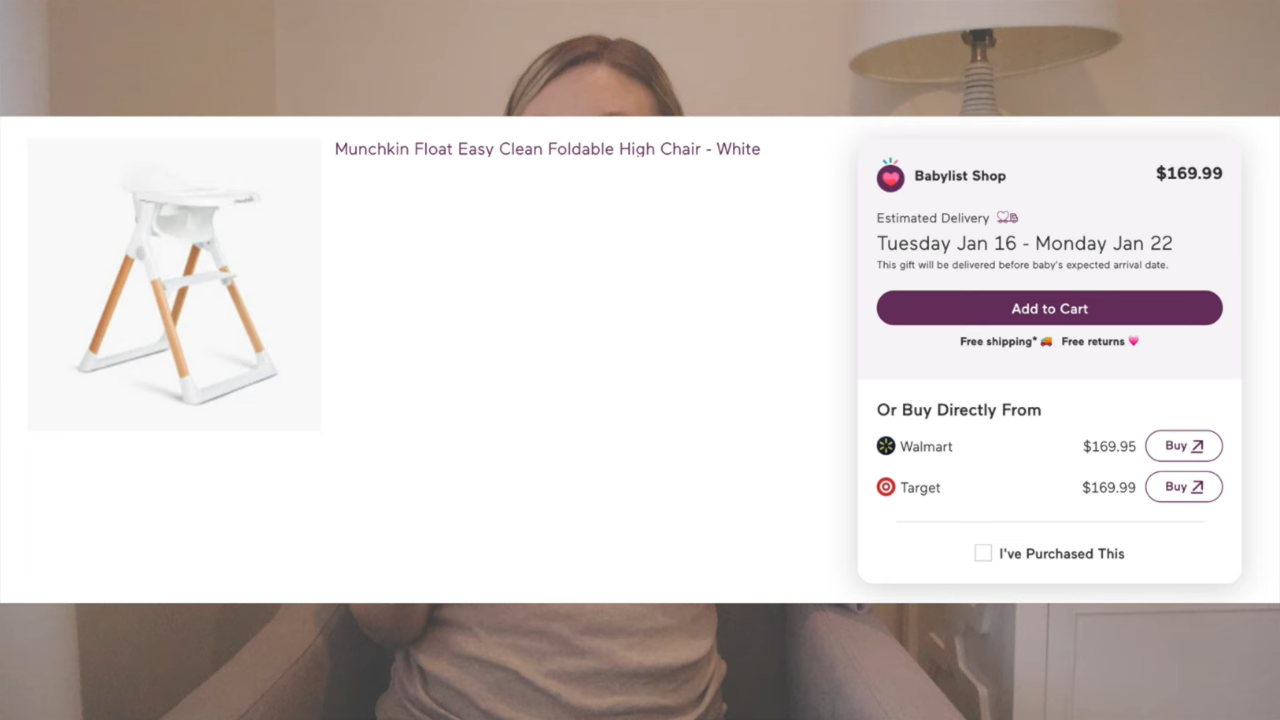 Munchkin Float Easy Clean Foldable High Chair - White
Babylist Shop
$169.99
Estimated Delivery
Tuesday Jan 16 - Monday Jan 22
This gift will be delivered before baby's expected arrival date.
Add to Cart
Free shipping* Free returns
Or Buy Directly From
Walmart $169.95 Buy
Target $169.99 Buy
I've Purchased This